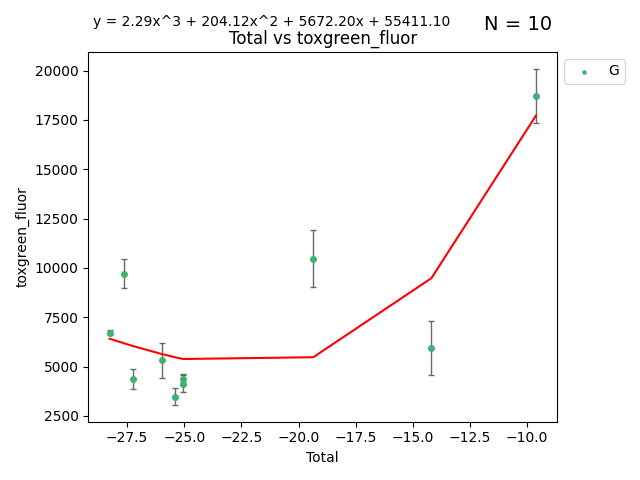 y = 2.29x^3 + 204.12x^2 + 5672.20x + 55411.10
N = 10
Total vs toxgreen_fluor
G
20000
17500
15000
12500
10000
7500
5000
2500
toxgreen_fluor
−27.5 −25.0 −22.5 −20.0 −17.5 −15.0 −12.5 −10.0
Total